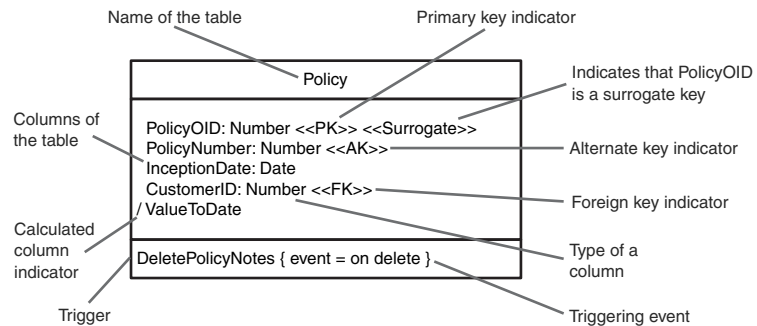 Name of the table
Primary key indicator
Policy
Indicates that PolicyOID
is a surrogate key
Columns of
the table
PolicyOID: Number <<PK>> <<Surrogate>>
PolicyNumber: Number <<AK>>
Alternate key indicator
InceptionDate: Date
CustomerID: Number <<FK>>
Foreign key indicator
/ ValueToDate
Calculated
column
indicator
Type of a
column
DeletePolicyNotes { event = on delete }
Trigger
Triggering event